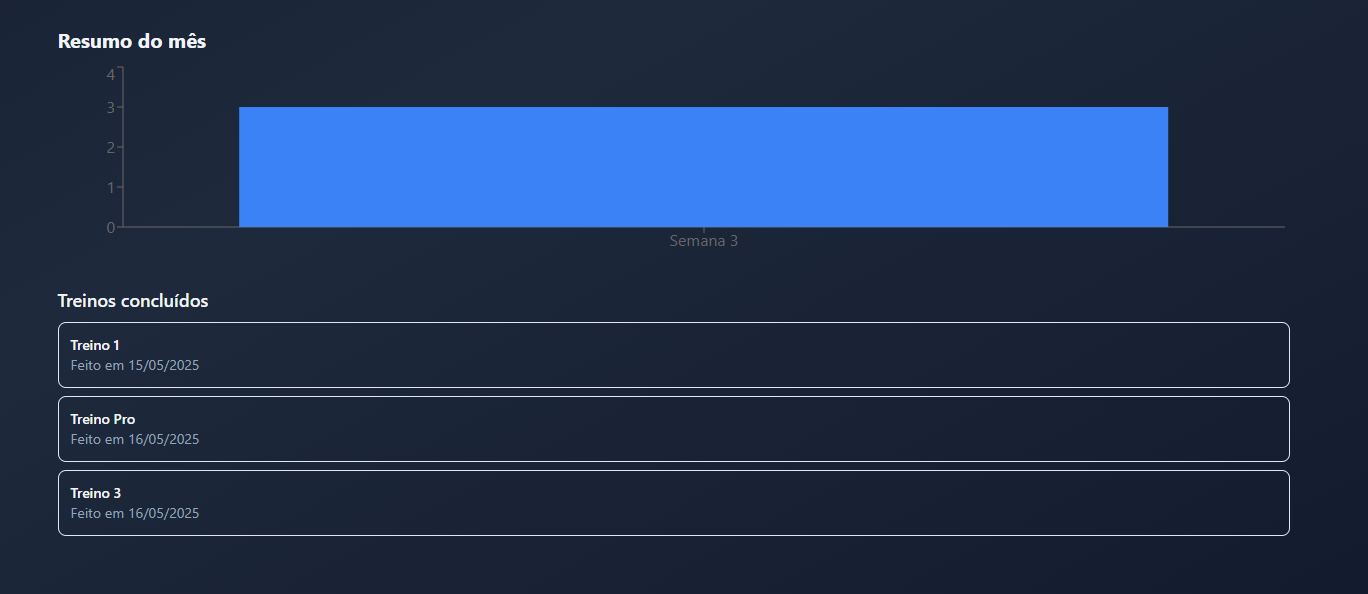 Resumo do mês
4
3
2
1
0
Semana 3
Treinos concluídos
Treino 1
Feito em 15/05/2025
Treino Pro
Feito em 16/05/2025
Treino 3
Feito em 16/05/2025